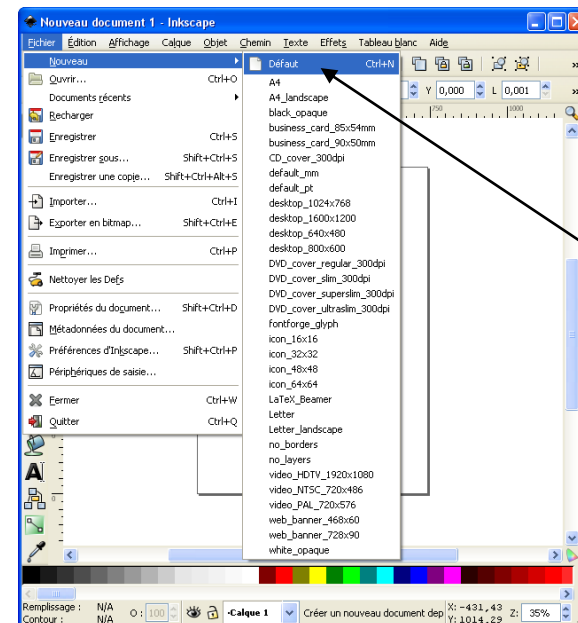 Nouveau document 1 - Inkscape
Fichier Édition Affichage Calque Objet Chemin Texte Effets Tableau blanc Aide
Nouveau
Ouvrir... Ctrl+O
Documents récents
Recharger
Enregistrer Ctrl+S
Enregistrer sous... Shift+Ctrl+S
Enregistrer une copie... Shift+Ctrl+Alt+S
Importer... Ctrl+I
Exporter en bitmap... Shift+Ctrl+E
Imprimer... Ctrl+P
Nettoyer les Defs
Propriétés du document... Shift+Ctrl+D
Métadonnées du document...
Préférences d'Inkscape... Shift+Ctrl+P
Périphériques de saisie...
Fermer Ctrl+W
Quitter Ctrl+Q
Défaut Ctrl+N
A4
A4_landscape
black_opaque
business_card_85x54mm
business_card_90x50mm
CD_cover_300dpi
default_mm
default_pt
desktop_1024x768
desktop_1600x1200
desktop_640x480
desktop_800x600
DVD_cover_regular_300dpi
DVD_cover_slim_300dpi
DVD_cover_superslim_300dpi
DVD_cover_ultraslim_300dpi
fontforge_glyph
icon_16x16
icon_32x32
icon_48x48
icon_64x64
LaTeX_Beamer
Letter
Letter_landscape
no_borders
no_layers
video_HDTV_1920x1080
video_NTSC_720x486
video_PAL_720x576
web_banner_468x60
web_banner_728x90
white_opaque
Y 0,000 L 0,001
750 1000
Remplissage : N/A
Contour : N/A
O : 100
-Calque 1
Créer un nouveau document dep
X: -431,43
Y: 1014,29
Z: 35%